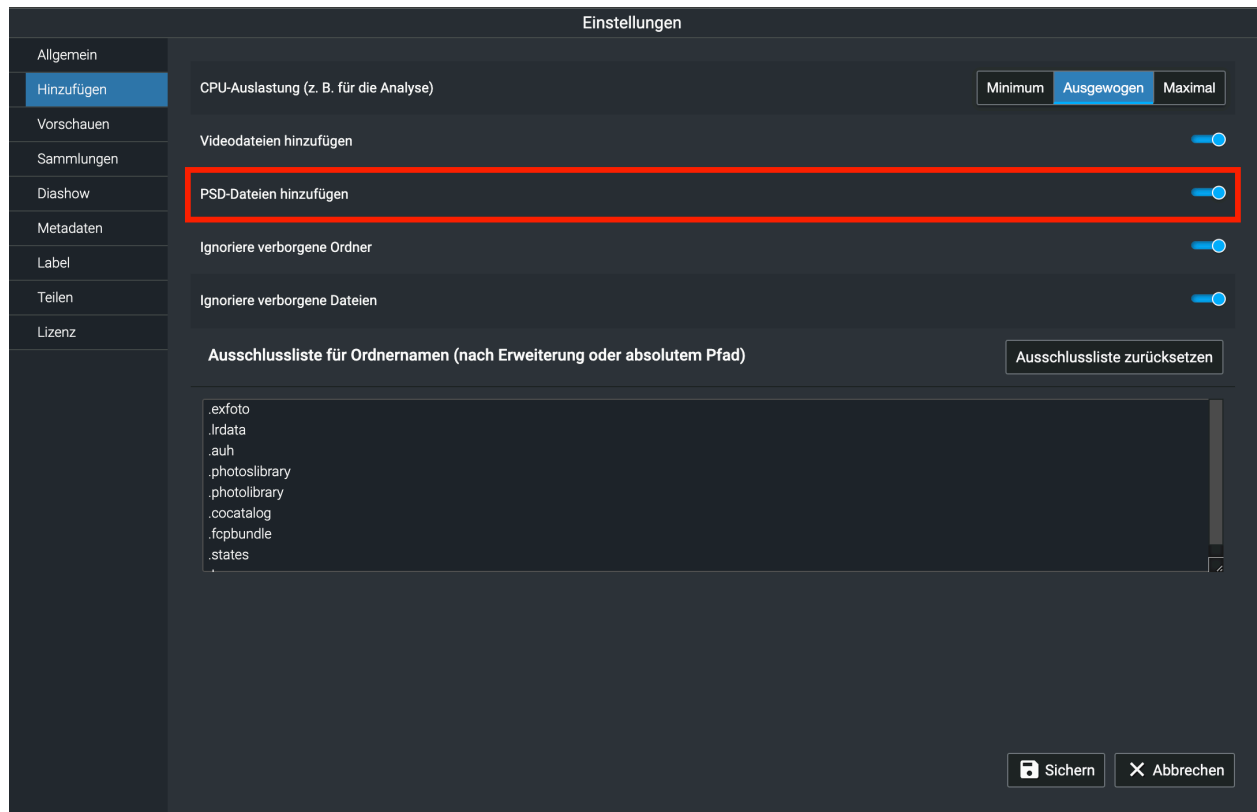 Einstellungen
Allgemein
Hinzufügen
Vorschauen
Sammlungen
Diashow
Metadaten
Label
Teilen
Lizenz
CPU-Auslastung (z. B. für die Analyse)
Minimum Ausgewogen Maximal
Videodateien hinzufügen
PSD-Dateien hinzufügen
Ignoriere verborgene Ordner
Ignoriere verborgene Dateien
Ausschlussliste für Ordnernamen (nach Erweiterung oder absolutem Pfad)
Ausschlussliste zurücksetzen
.exfoto
.lrdata
.auh
.photoslibrary
.photolibrary
.cocatalog
.fcpbundle
.states
Sichern
Abbrechen